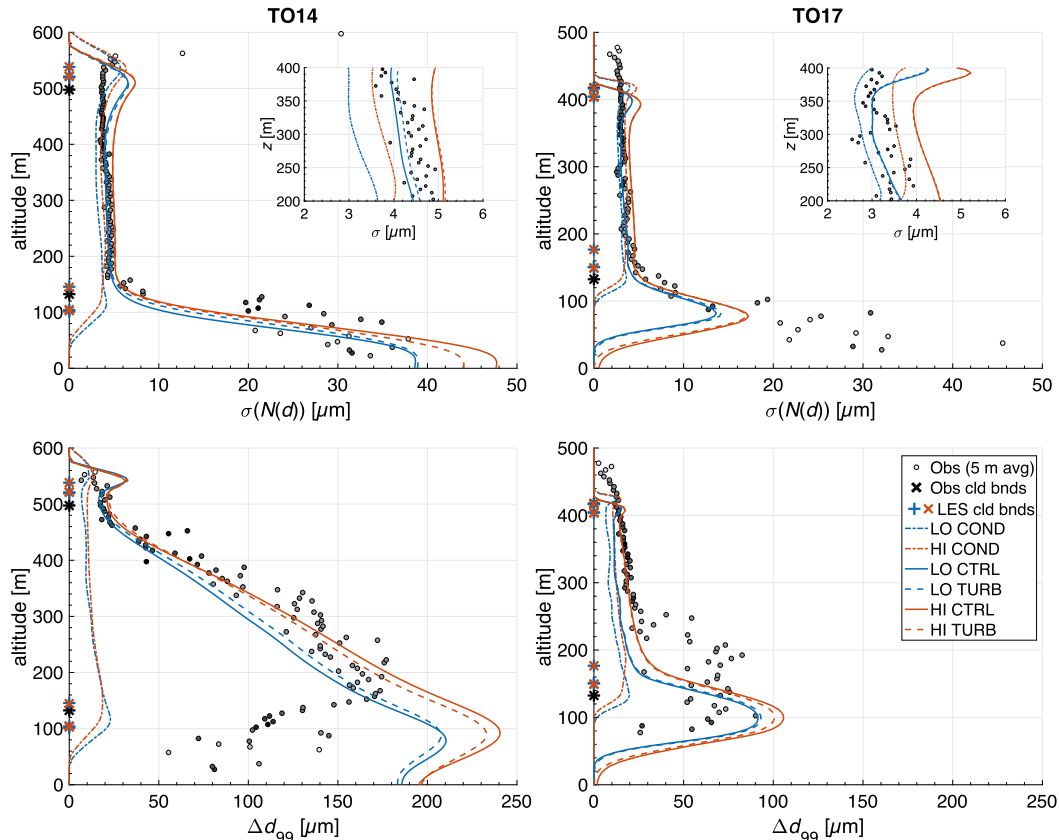 TO14
TO17
600
500
400
300
200
100
0
altitude [m]
0 10 20 30 40 50
σ(N(d)) [μm]
400
350
300
250
200
z [m]
2 3 4 5 6
σ [μm]
500
400
300
200
100
0
altitude [m]
0 10 20 30 40 50
σ(N(d)) [μm]
400
350
300
250
200
z [m]
2 3 4 5 6
σ [μm]
600
500
400
300
200
100
0
altitude [m]
0 50 100 150 200 250
Δd99 [μm]
500
400
300
200
100
0
altitude [m]
0 50 100 150 200 250
Δd99 [μm]
Obs (5 m avg)
Obs cld bnds
LES cld bnds
LO COND
HI COND
LO CTRL
LO TURB
HI CTRL
HI TURB